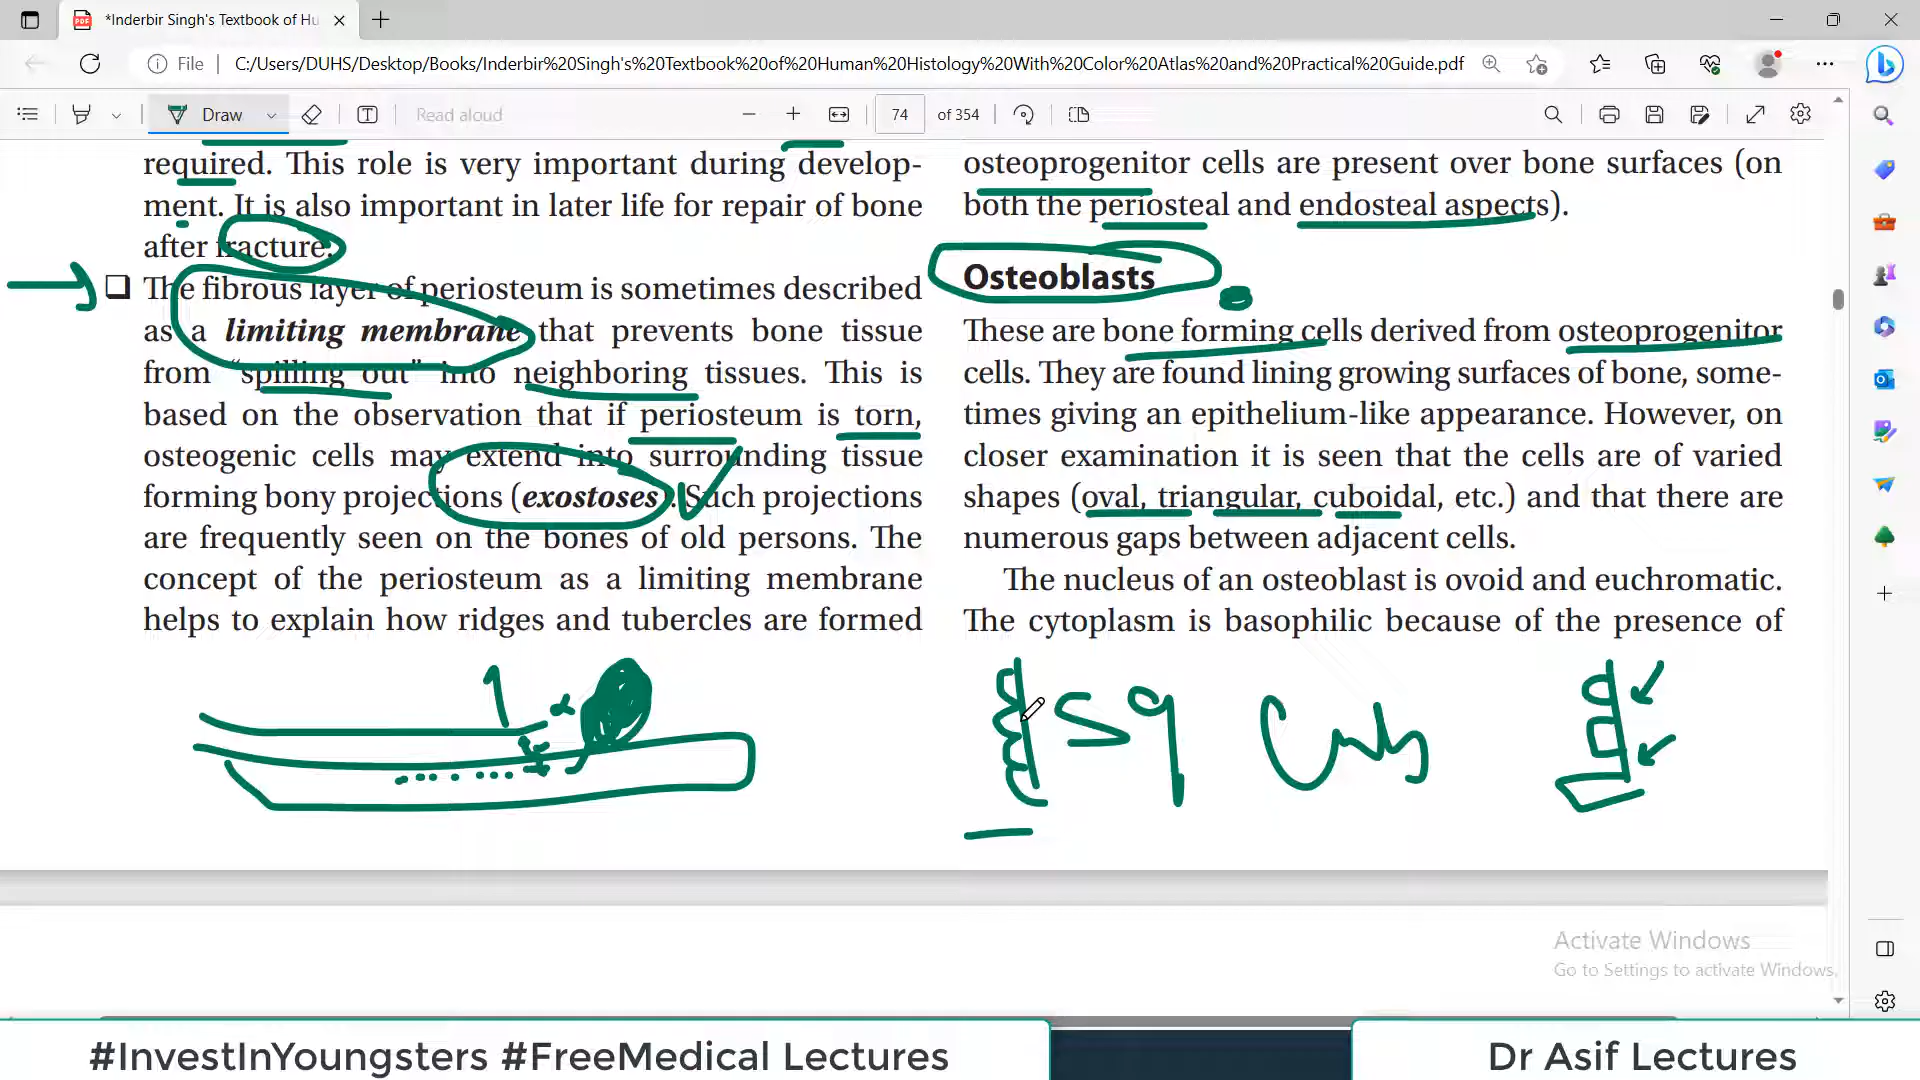 *Inderbir Singh's Textbook of Hu
File
C:/Users/DUHS/Desktop/Books/Inderbir%20Singh's%20Textbook%20of%20Human%20Histology%20With%20Color%20Atlas%20and%20Practical%20Guide.pdf
Draw
Read aloud
74 of 354
required. This role is very important during develop-
ment. It is also important in later life for repair of bone
after fracture.
❑ The fibrous layer of periosteum is sometimes described
as a limiting membrane that prevents bone tissue
from "spilling out" into neighboring tissues. This is
based on the observation that if periosteum is torn,
osteogenic cells may extend into surrounding tissue
forming bony projections (exostoses). Such projections
are frequently seen on the bones of old persons. The
concept of the periosteum as a limiting membrane
helps to explain how ridges and tubercles are formed
osteoprogenitor cells are present over bone surfaces (on
both the periosteal and endosteal aspects).
Osteoblasts
These are bone forming cells derived from osteoprogenitor
cells. They are found lining growing surfaces of bone, some-
times giving an epithelium-like appearance. However, on
closer examination it is seen that the cells are of varied
shapes (oval, triangular, cuboidal, etc.) and that there are
numerous gaps between adjacent cells.
The nucleus of an osteoblast is ovoid and euchromatic.
The cytoplasm is basophilic because of the presence of
Sq Cub
Activate Windows
Go to Settings to activate Windows.
#InvestInYoungsters #FreeMedical Lectures
Dr Asif Lectures